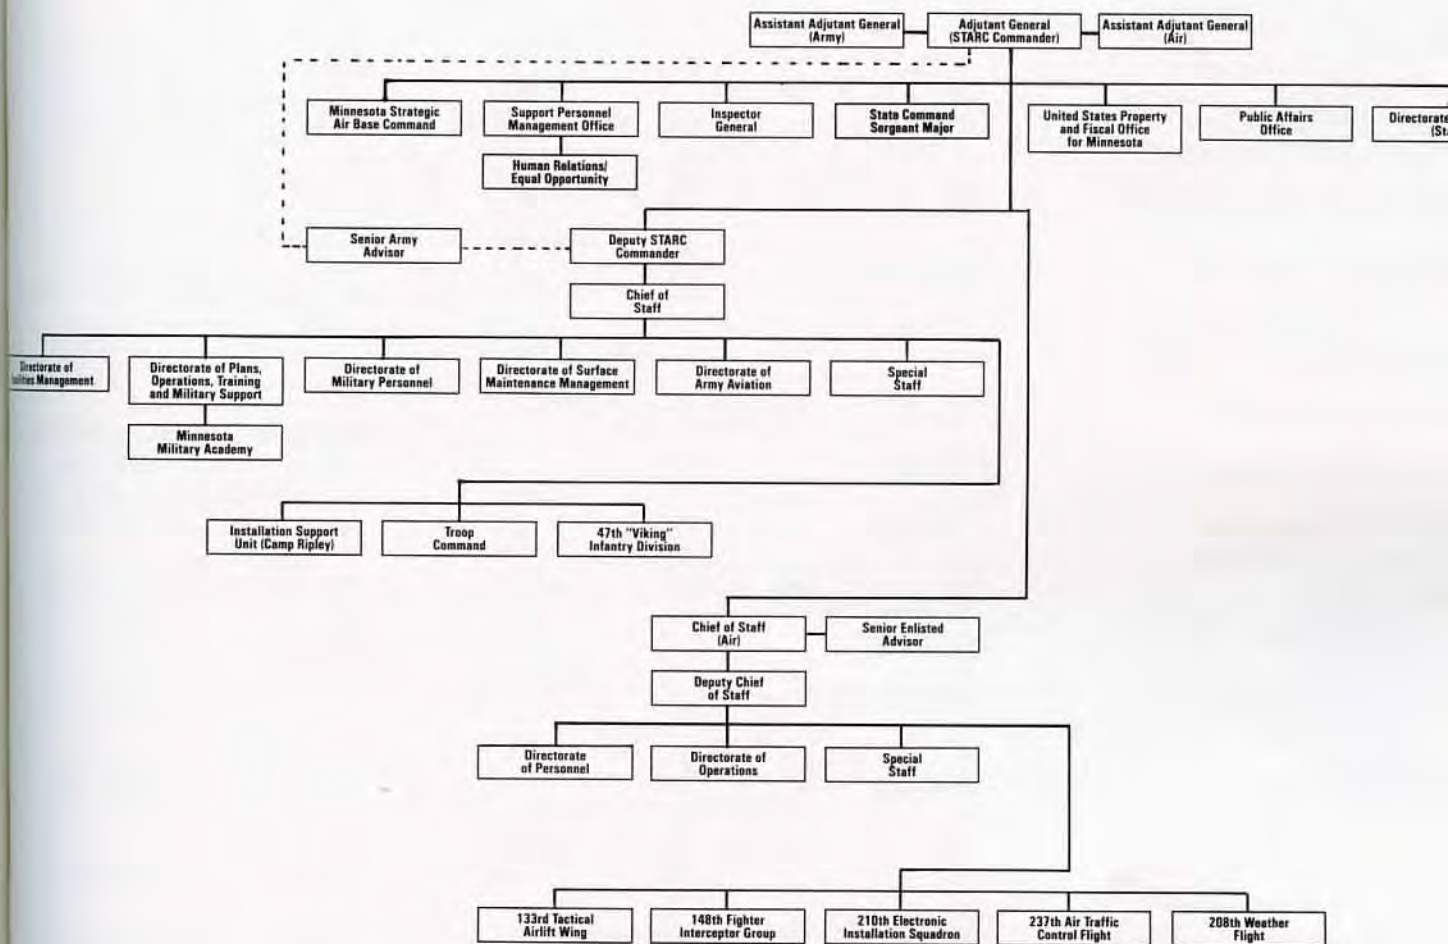 Assistant Adjutant General
(Army)
Adjutant General
(STARC Commander)
Assistant Adjutant General
(Air)
Minnesota Strategic
Air Base Command
Support Personnel
Management Office
Inspector
General
State Command
Sergeant Major
United States Property
and Fiscal Office
for Minnesota
Public Affairs
Office
Directorate
Human Relations/
Equal Opportunity
Senior Army
Advisor
Deputy STARC
Commander
Chief of
Staff
Directorate of
Management
Directorate of Plans,
Operations, Training
and Military Support
Directorate of
Military Personnel
Directorate of Surface
Maintenance Management
Directorate of
Army Aviation
Special
Staff
Minnesota
Military Academy
Installation Support
Unit (Camp Ripley)
Troop
Command
47th "Viking"
Infantry Division
Chief of Staff
(Air)
Senior Enlisted
Advisor
Deputy Chief
of Staff
Directorate
of Personnel
Directorate of
Operations
Special
Staff
133rd Tactical
Airlift Wing
148th Fighter
Interceptor Group
210th Electronic
Installation Squadron
237th Air Traffic
Control Flight
208th Weather
Flight